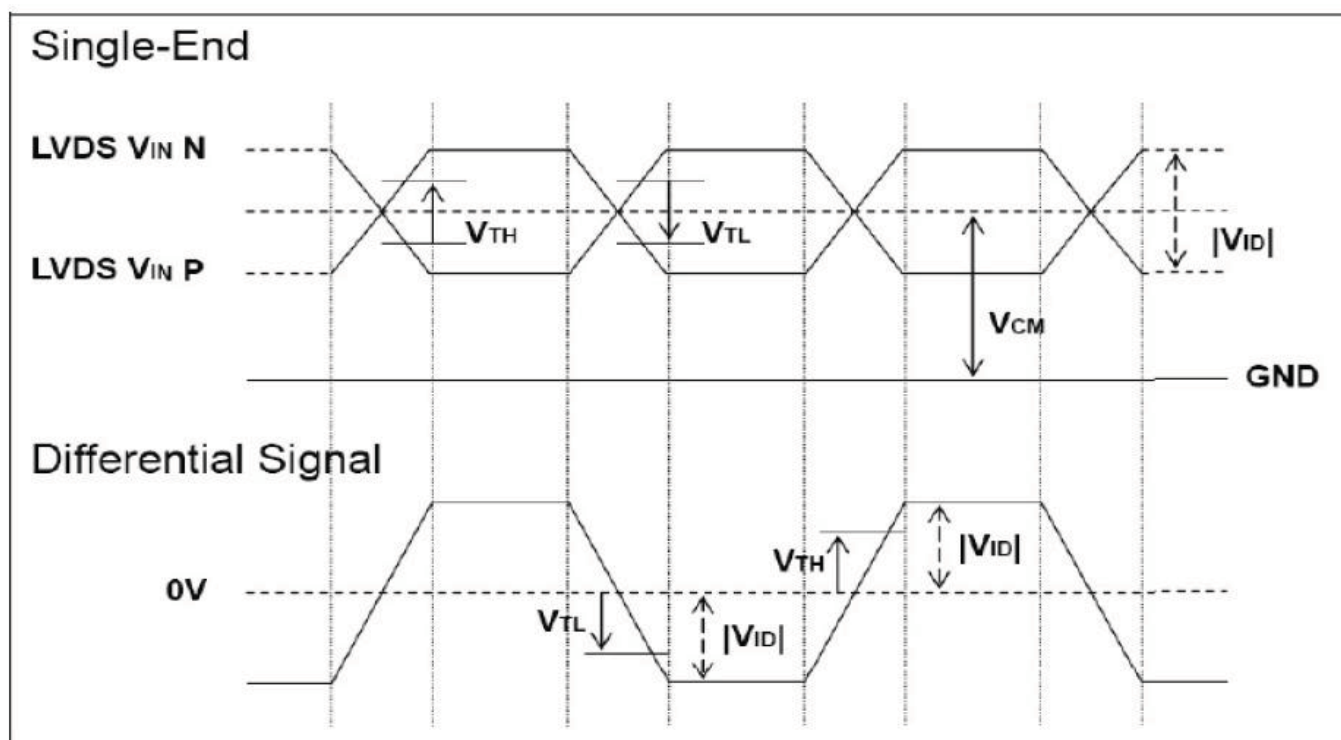 Single-End
LVDS VIN N
VTH
VTL
|VID|
LVDS VIN P
VCM
GND
Differential Signal
VTH
|VID|
0V
VTL
|VID|